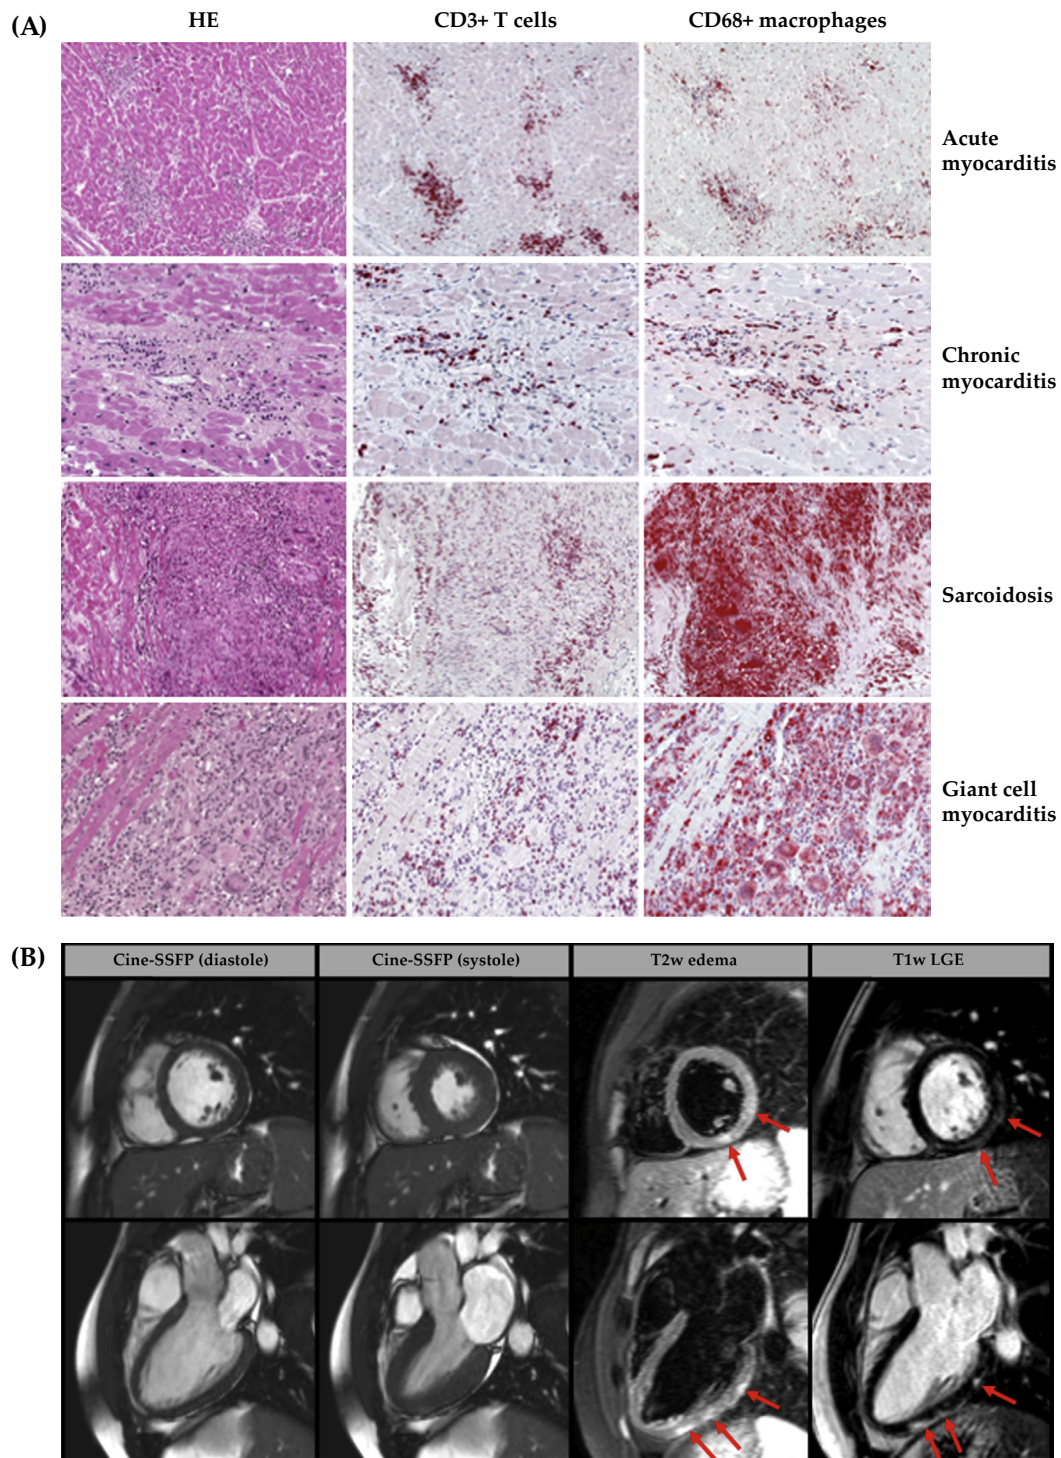 (A)
HE
CD3+ T cells
CD68+ macrophages
Acute
myocarditis
Chronic
myocarditis
Sarcoidosis
Giant cell
myocarditis
(B)
Cine-SSFP (diastole)
Cine-SSFP (systole)
T2w edema
T1w LGE